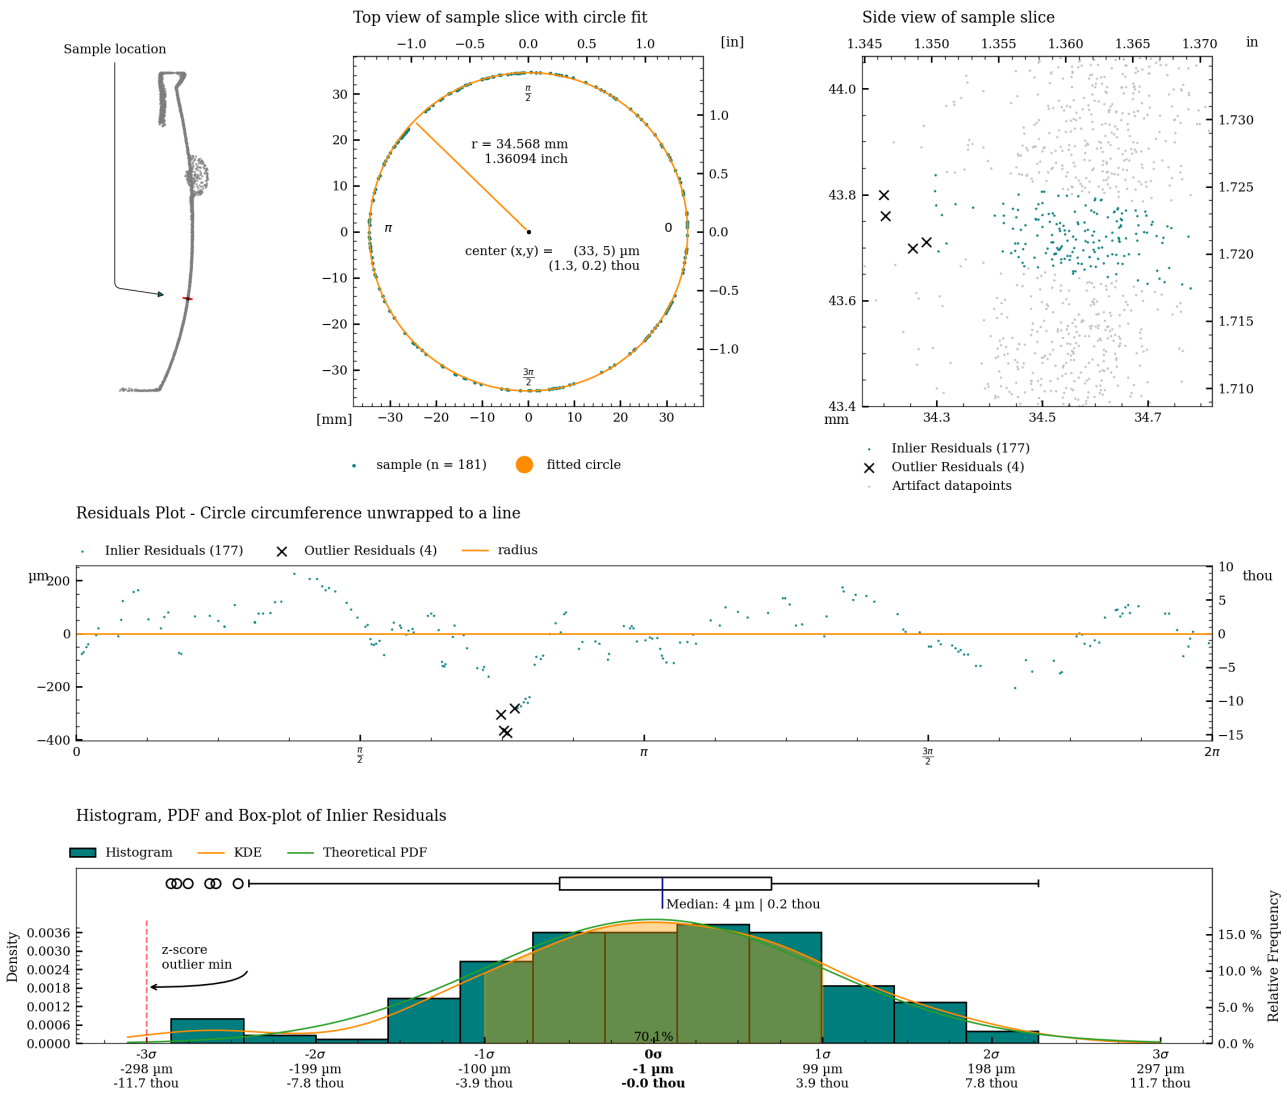 Top view of sample slice with circle fit
Side view of sample slice
Sample location
−1.0 −0.5 0.0 0.5 1.0 [in]
1.345 1.350 1.355 1.360 1.365 1.370 in
30
20
10
0
−10
−20
−30
[mm]
1.0
0.5
0.0
−0.5
−1.0
π/2
π
0
3π/2
r = 34.568 mm
1.36094 inch
center (x,y) = (33, 5) µm
(1.3, 0.2) thou
−30 −20 −10 0 10 20 30
44.0
43.8
43.6
43.4
mm
1.730
1.725
1.720
1.715
1.710
34.3 34.5 34.7
sample (n = 181) fitted circle
Inlier Residuals (177)
Outlier Residuals (4)
Artifact datapoints
Residuals Plot - Circle circumference unwrapped to a line
Inlier Residuals (177) Outlier Residuals (4) radius
µm
200
0
−200
−400
10
5
0
−5
−10
−15
thou
0 π/2 π 3π/2 2π
Histogram, PDF and Box-plot of Inlier Residuals
Histogram KDE Theoretical PDF
Median: 4 µm | 0.2 thou
z-score
outlier min
Density
0.0036
0.0030
0.0024
0.0018
0.0012
0.0006
0.0000
15.0 %
10.0 %
5.0 %
0.0 %
Relative Frequency
70.1%
-3σ -2σ -1σ 0σ 1σ 2σ 3σ
-298 µm -199 µm -100 µm -1 µm 99 µm 198 µm 297 µm
-11.7 thou -7.8 thou -3.9 thou -0.0 thou 3.9 thou 7.8 thou 11.7 thou